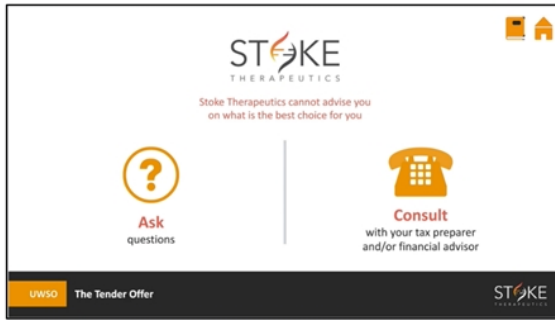 STOKE
THERAPEUTICS
Stoke Therapeutics cannot advise you
on what is the best choice for you
?
Ask
questions
Consult
with your tax preparer
and/or financial advisor
UWSO
The Tender Offer
STOKE